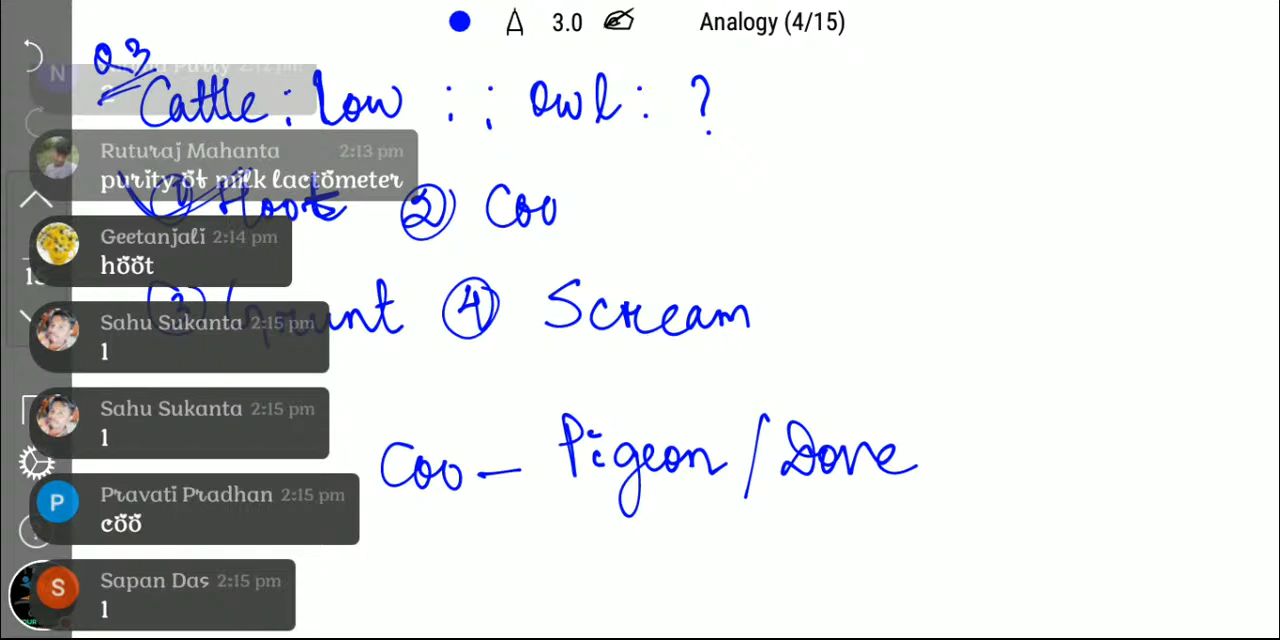 3.0 Analogy (4/15)
Q3
Cattle : Low :: Owl : ?
Ruturaj Mahanta 2:13 pm
purity of milk lactometer
① Hoots ② Coo
Geetanjali 2:14 pm
hoot
③ Grunt ④ Scream
Sahu Sukanta 2:15 pm
1
Sahu Sukanta 2:15 pm
1
Coo – Pigeon / Dove
Pravati Pradhan 2:15 pm
coo
Sapan Das 2:15 pm
1